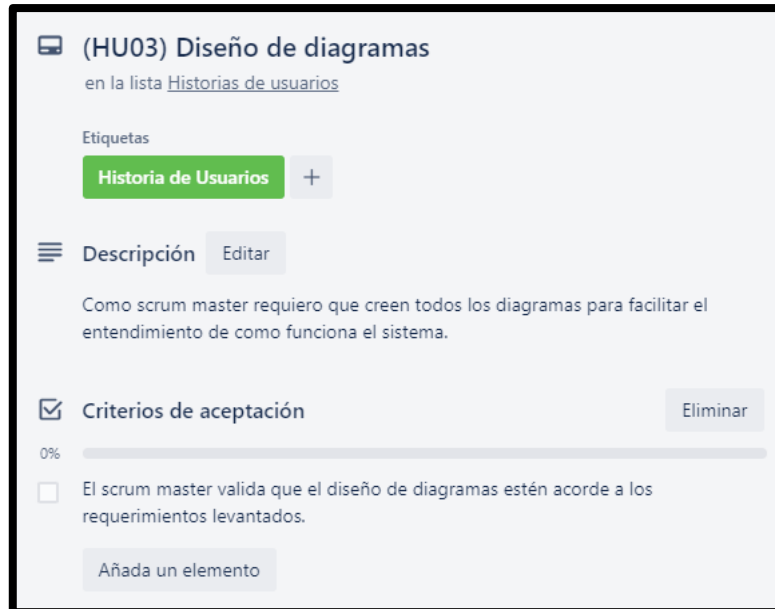 (HU03) Diseño de diagramas
en la lista Historias de usuarios
Etiquetas
Historia de Usuarios +
Descripción Editar
Como scrum master requiero que creen todos los diagramas para facilitar el
entendimiento de como funciona el sistema.
Criterios de aceptación Eliminar
0%
El scrum master valida que el diseño de diagramas estén acorde a los
requerimientos levantados.
Añada un elemento